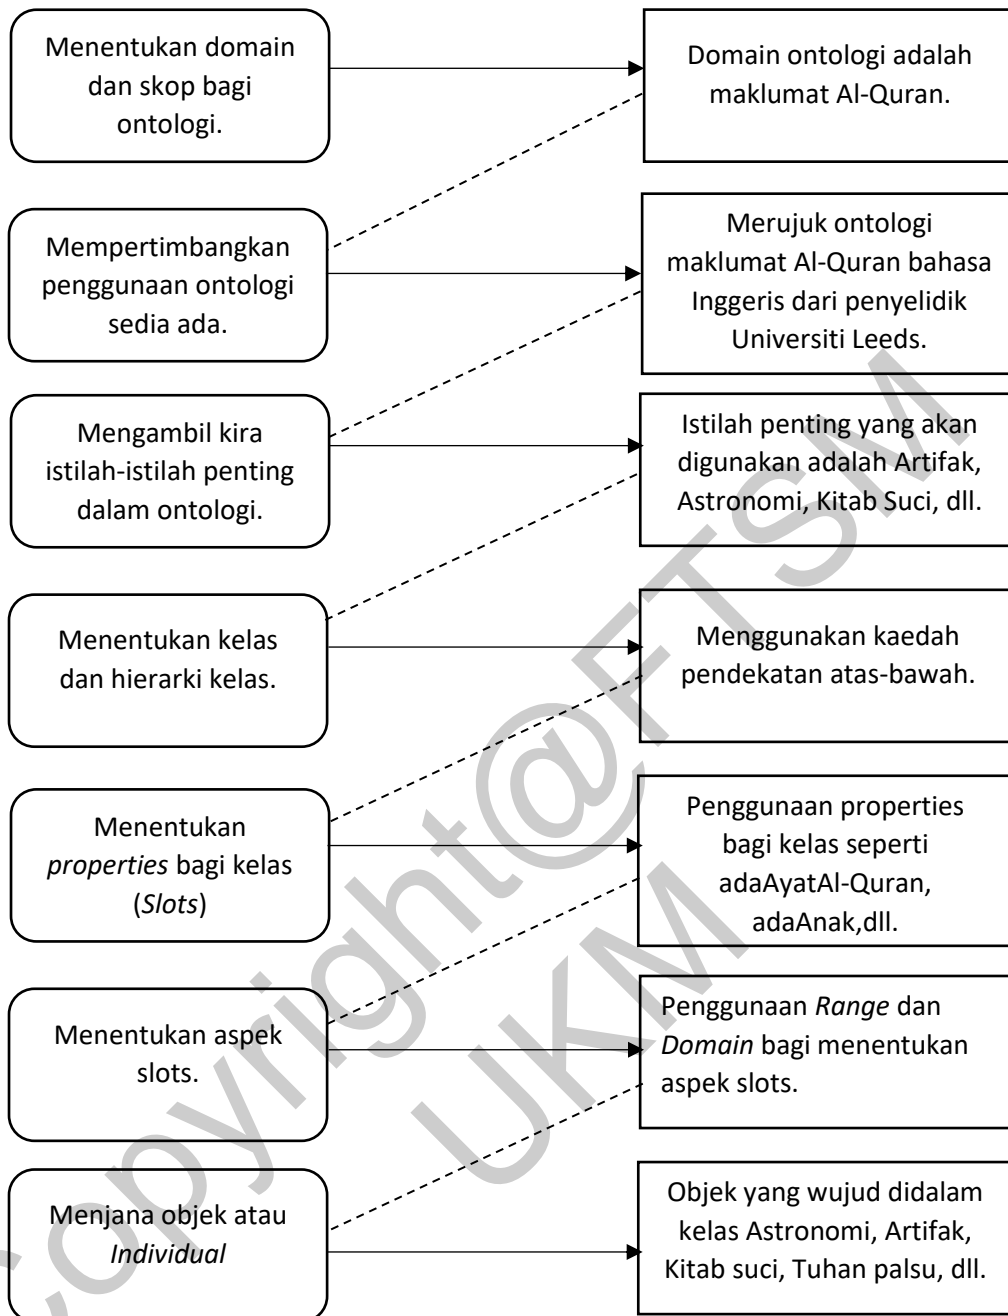 Menentukan domain
dan skop bagi
ontologi.
Domain ontologi adalah
maklumat Al-Quran.
Mempertimbangkan
penggunaan ontologi
sedia ada.
Merujuk ontologi
maklumat Al-Quran bahasa
Inggeris dari penyelidik
Universiti Leeds.
Mengambil kira
istilah-istilah penting
dalam ontologi.
Istilah penting yang akan
digunakan adalah Artifak,
Astronomi, Kitab Suci, dll.
Menentukan kelas
dan hierarki kelas.
Menggunakan kaedah
pendekatan atas-bawah.
Menentukan
properties bagi kelas
(Slots)
Penggunaan properties
bagi kelas seperti
adaAyatAl-Quran,
adaAnak,dll.
Menentukan aspek
slots.
Penggunaan Range dan
Domain bagi menentukan
aspek slots.
Menjana objek atau
Individual
Objek yang wujud didalam
kelas Astronomi, Artifak,
Kitab suci, Tuhan palsu, dll.
Copyright@FTSM
UKM